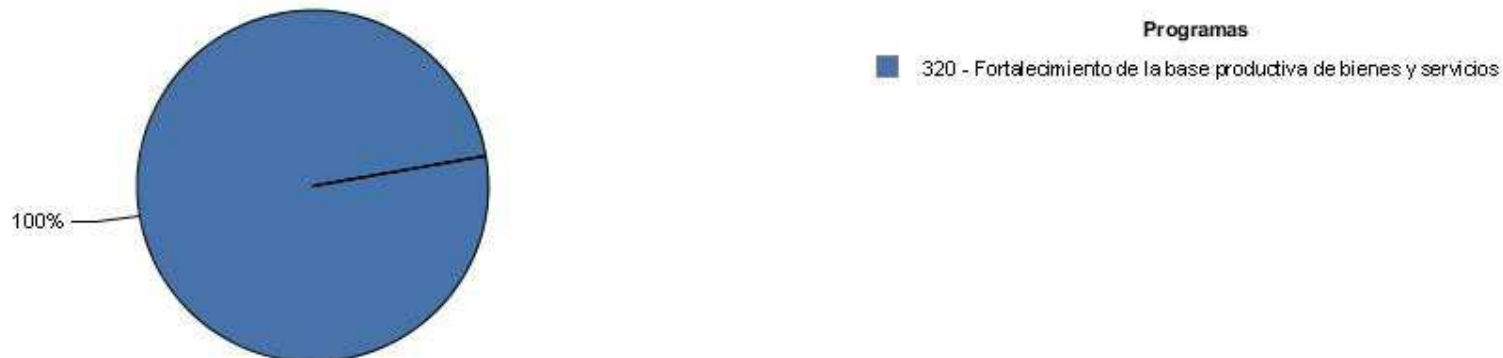 Programas
320 - Fortalecimiento de la base productiva de bienes y servicios
100%